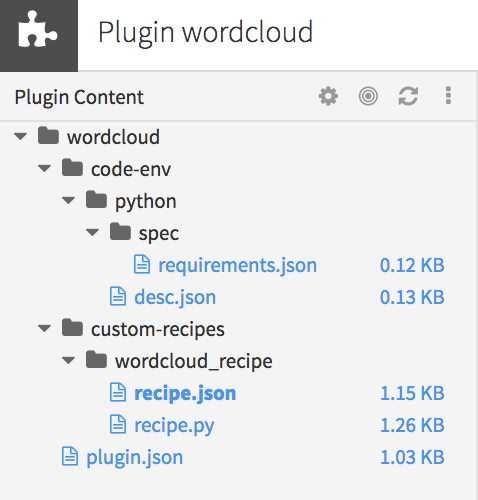 Plugin wordcloud
Plugin Content
wordcloud
code-env
python
spec
requirements.json 0.12 KB
desc.json 0.13 KB
custom-recipes
wordcloud_recipe
recipe.json 1.15 KB
recipe.py 1.26 KB
plugin.json 1.03 KB